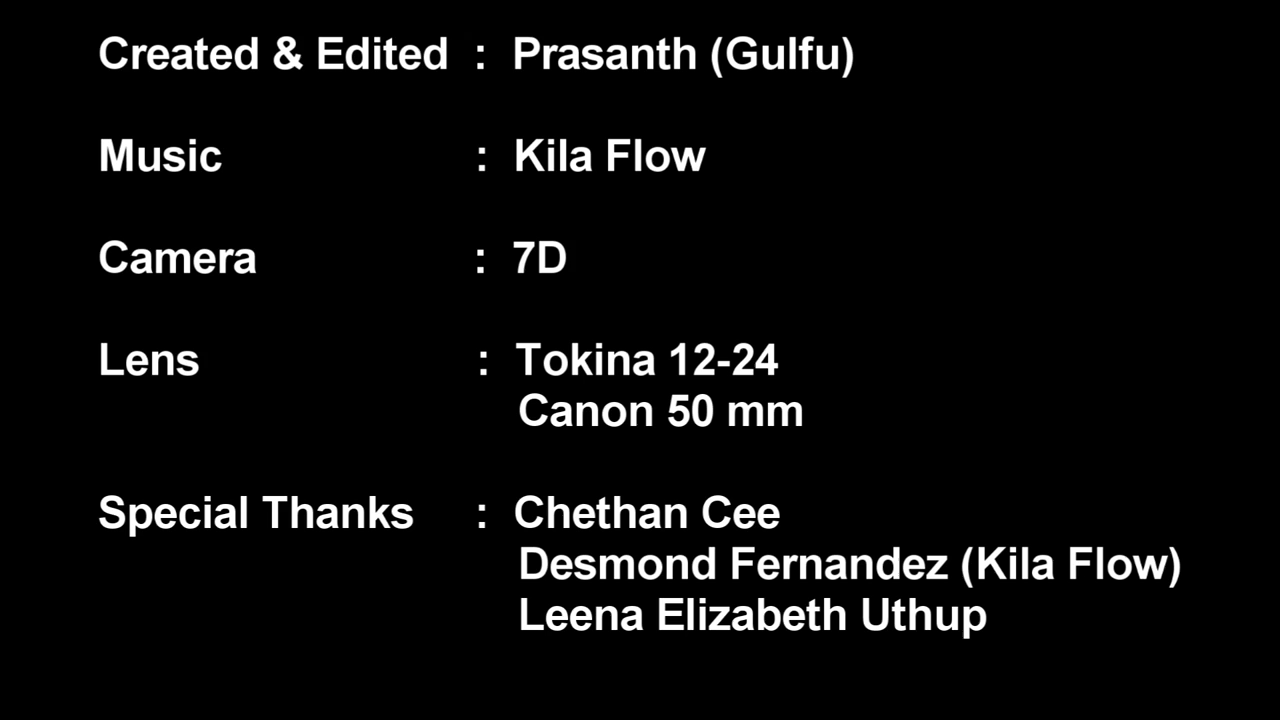 Created & Edited : Prasanth (Gulfu)
Music : Kila Flow
Camera : 7D
Lens : Tokina 12-24
Canon 50 mm
Special Thanks : Chethan Cee
Desmond Fernandez (Kila Flow)
Leena Elizabeth Uthup